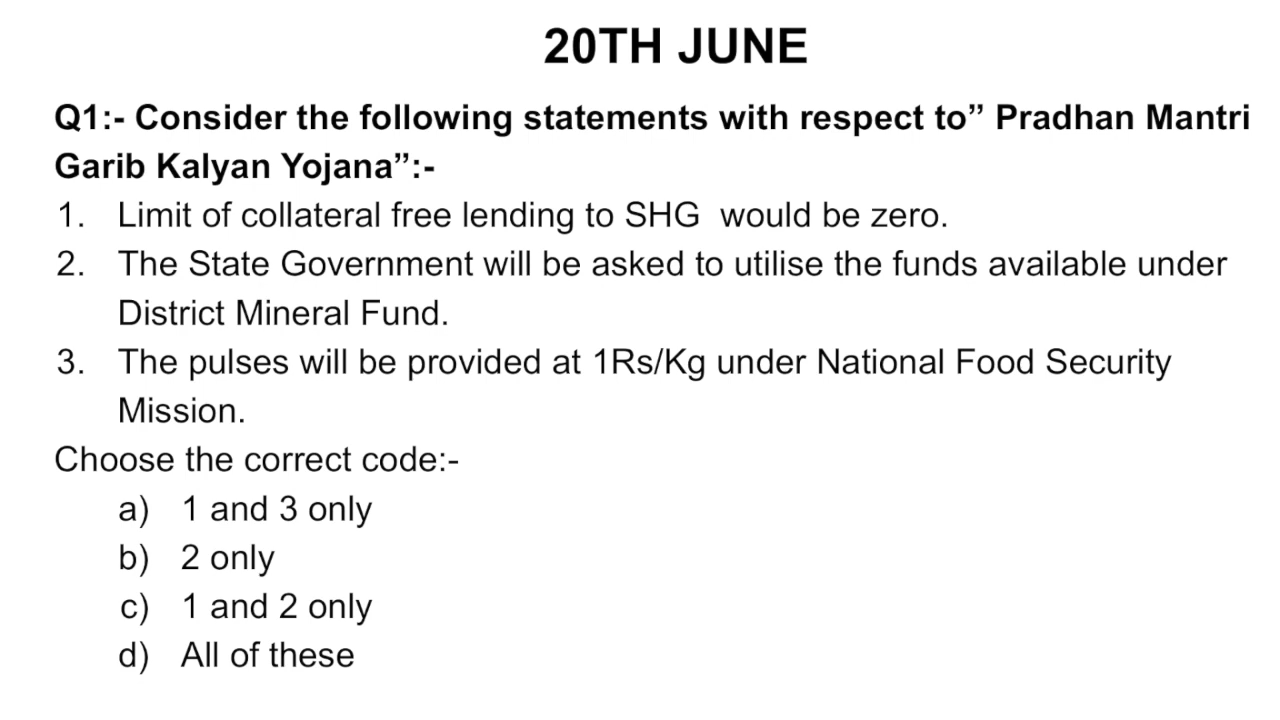 20TH JUNE
Q1:- Consider the following statements with respect to” Pradhan Mantri
Garib Kalyan Yojana”:-
1. Limit of collateral free lending to SHG would be zero.
2. The State Government will be asked to utilise the funds available under
District Mineral Fund.
3. The pulses will be provided at 1Rs/Kg under National Food Security
Mission.
Choose the correct code:-
a) 1 and 3 only
b) 2 only
c) 1 and 2 only
d) All of these